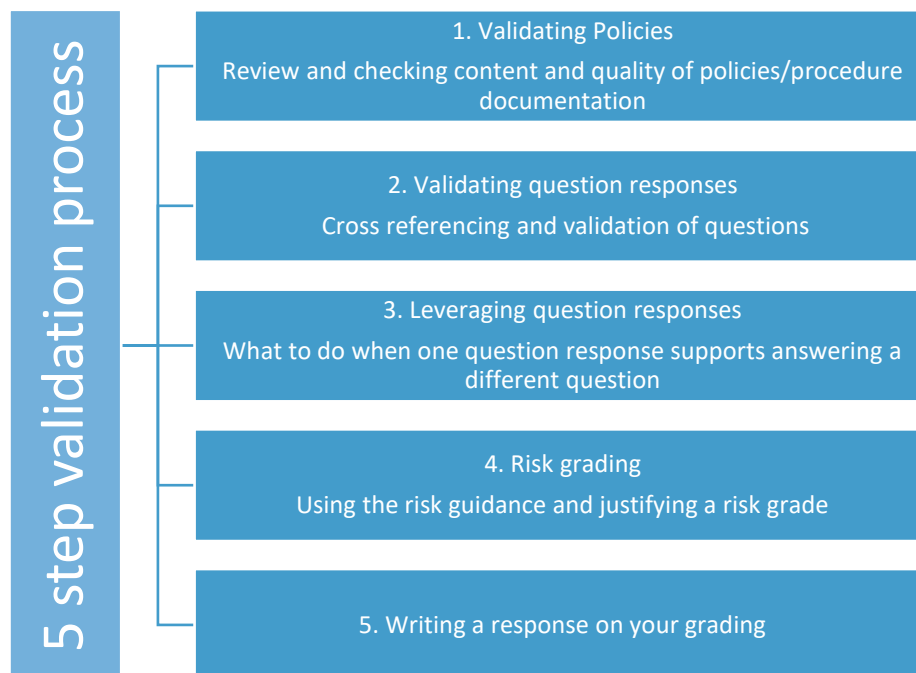 5 step validation process
1. Validating Policies
Review and checking content and quality of policies/procedure
documentation
2. Validating question responses
Cross referencing and validation of questions
3. Leveraging question responses
What to do when one question response supports answering a
different question
4. Risk grading
Using the risk guidance and justifying a risk grade
5. Writing a response on your grading